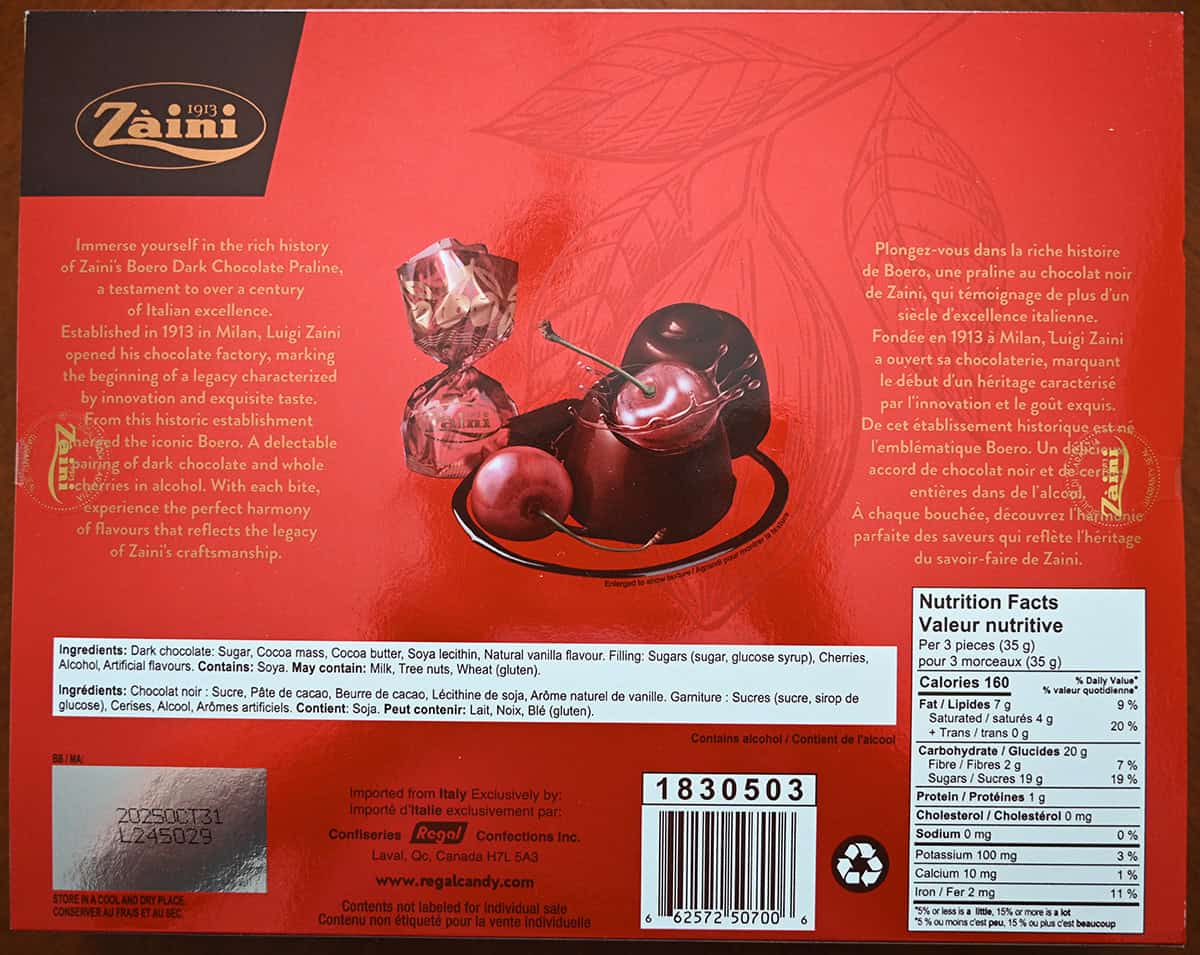 1913
Zàini
Immerse yourself in the rich history
of Zaini's Boero Dark Chocolate Praline,
a testament to over a century
of Italian excellence.
Established in 1913 in Milan, Luigi Zaini
opened his chocolate factory, marking
the beginning of a legacy characterized
by innovation and exquisite taste.
From this historic establishment
the iconic Boero. A delectable
pairing of dark chocolate and whole
cherries in alcohol. With each bite,
experience the perfect harmony
of flavours that reflects the legacy
of Zaini's craftsmanship.
Zàini
Zàini
Enlarged to show texture / Agrandi pour montrer la texture
Plongez-vous dans la riche histoire
de Boero, une praline au chocolat noir
de Zaini, qui témoignage de plus d'un
siècle d'excellence italienne.
Fondée en 1913 à Milan, Luigi Zaini
a ouvert sa chocolaterie, marquant
le début d'un héritage caractérisé
par l'innovation et le goût exquis.
De cet établissement historique est né
l'emblématique Boero. Un
accord de chocolat noir et de
entières dans de l'alcool,
À chaque bouchée, découvrez l'harmonie
parfaite des saveurs qui reflète l'héritage
du savoir-faire de Zaini.
Zàini
Ingredients: Dark chocolate: Sugar, Cocoa mass, Cocoa butter, Soya lecithin, Natural vanilla flavour. Filling: Sugars (sugar, glucose syrup), Cherries,
Alcohol, Artificial flavours. Contains: Soya. May contain: Milk, Tree nuts, Wheat (gluten).
Ingrédients: Chocolat noir : Sucre, Pâte de cacao, Beurre de cacao, Lécithine de soja, Arôme naturel de vanille. Garniture : Sucres (sucre, sirop de
glucose), Cerises, Alcool, Arômes artificiels. Contient: Soja. Peut contenir: Lait, Noix, Blé (gluten).
Contains alcohol / Contient de l'alcool
BB / MA:
2025OCT31
L245029
STORE IN A COOL AND DRY PLACE.
CONSERVER AU FRAIS ET AU SEC.
Imported from Italy Exclusively by:
Importé d'Italie exclusivement par:
Confiseries Regal Confections Inc.
Laval, Qc, Canada H7L 5A3
www.regalcandy.com
Contents not labeled for individual sale
Contenu non étiqueté pour la vente individuelle
1830503
6 62572 50700 6
Nutrition Facts
Valeur nutritive
Per 3 pieces (35 g)
pour 3 morceaux (35 g)
Calories 160 % Daily Value*
% valeur quotidienne*
Fat / Lipides 7 g 9 %
Saturated / saturés 4 g
+ Trans / trans 0 g 20 %
Carbohydrate / Glucides 20 g
Fibre / Fibres 2 g 7 %
Sugars / Sucres 19 g 19 %
Protein / Protéines 1 g
Cholesterol / Cholestérol 0 mg
Sodium 0 mg 0 %
Potassium 100 mg 3 %
Calcium 10 mg 1 %
Iron / Fer 2 mg 11 %
*5% or less is a little, 15% or more is a lot
*5 % ou moins c'est peu, 15 % ou plus c'est beaucoup